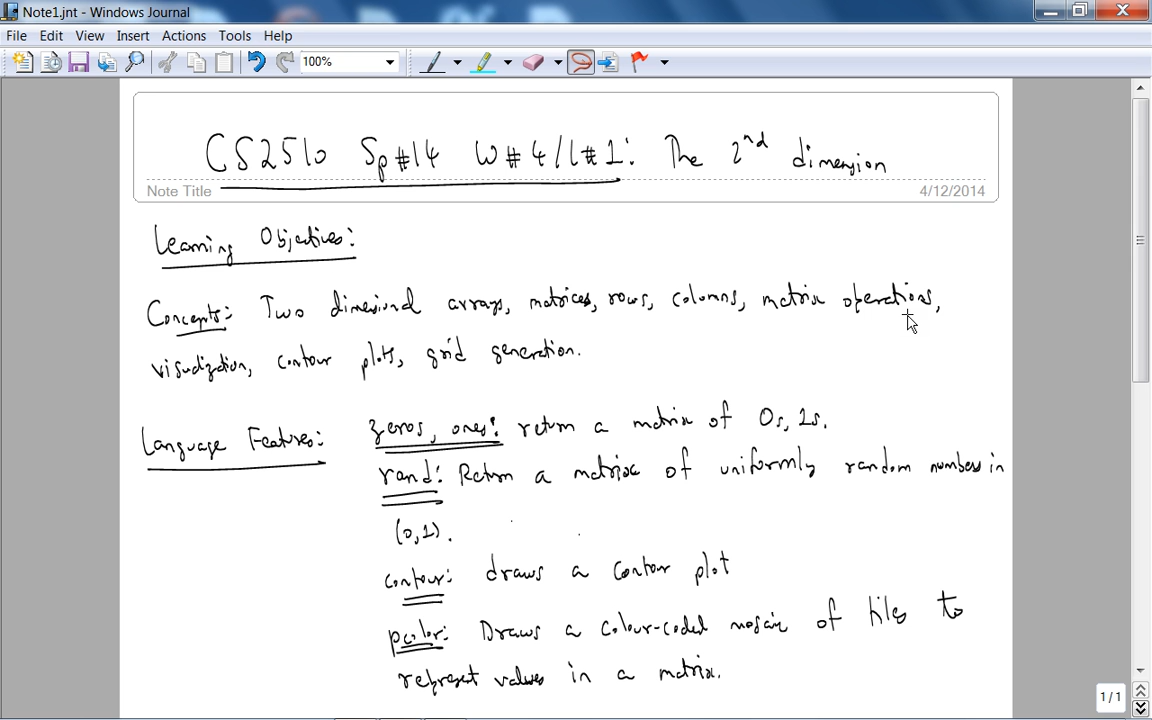 Note1.jnt - Windows Journal
File Edit View Insert Actions Tools Help
100%
CS2510 Sp#14 W#4/L#1: The 2nd dimension
Note Title 4/12/2014
Learning Objectives:
Concepts: Two dimesional arrays, matrices, rows, columns, matrix operations,
visualization, contour plots, grid generation.
Language Features: zeros, ones: return a matrix of 0s, 1s.
rand: Return a matrix of uniformly random numbers in
(0,1).
contour: draws a contour plot
pcolor: Draws a colour-coded mosaic of tiles to
represent values in a matrix.
1/1